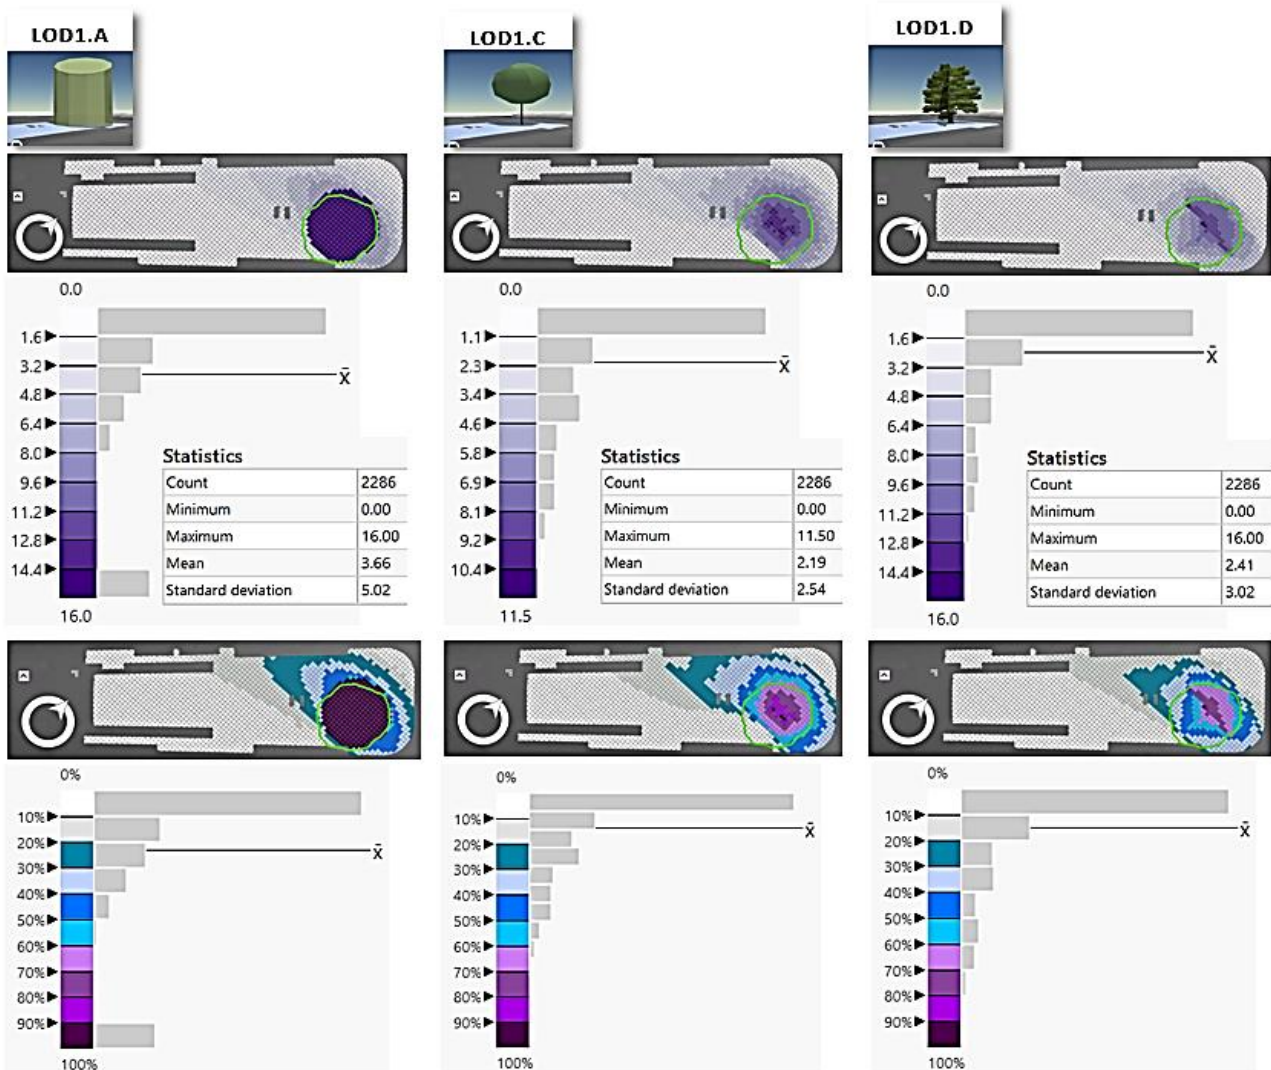 LOD1.A
LOD1.C
LOD1.D
0.0
1.6
3.2
4.8
6.4
8.0
9.6
11.2
12.8
14.4
16.0
x̄
Statistics
Count 2286
Minimum 0.00
Maximum 16.00
Mean 3.66
Standard deviation 5.02
0.0
1.1
2.3
3.4
4.6
5.8
6.9
8.1
9.2
10.4
11.5
x̄
Statistics
Count 2286
Minimum 0.00
Maximum 11.50
Mean 2.19
Standard deviation 2.54
0.0
1.6
3.2
4.8
6.4
8.0
9.6
11.2
12.8
14.4
16.0
x̄
Statistics
Count 2286
Minimum 0.00
Maximum 16.00
Mean 2.41
Standard deviation 3.02
0%
10%
20%
30%
40%
50%
60%
70%
80%
90%
100%
x̄
0%
10%
20%
30%
40%
50%
60%
70%
80%
90%
100%
x̄
0%
10%
20%
30%
40%
50%
60%
70%
80%
90%
100%
x̄